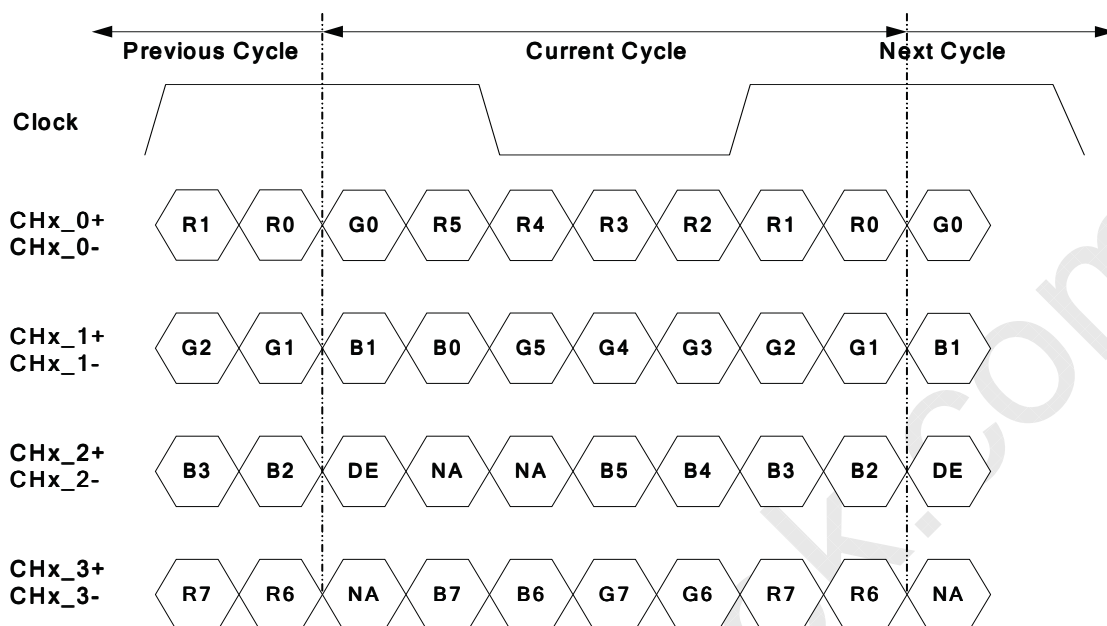 Previous Cycle Current Cycle Next Cycle
Clock
CHx_0+
CHx_0-
R1 R0 G0 R5 R4 R3 R2 R1 R0 G0
CHx_1+
CHx_1-
G2 G1 B1 B0 G5 G4 G3 G2 G1 B1
CHx_2+
CHx_2-
B3 B2 DE NA NA B5 B4 B3 B2 DE
CHx_3+
CHx_3-
R7 R6 NA B7 B6 G7 G6 R7 R6 NA
k.com